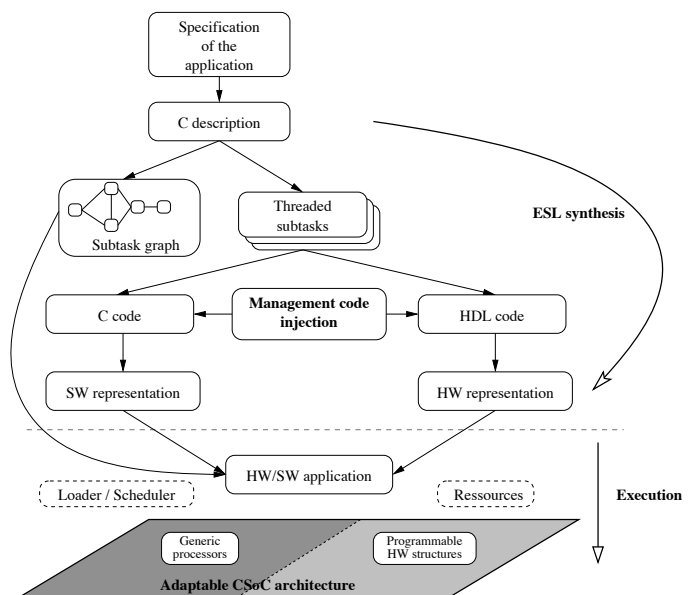 Specification
of the
application
C description
Subtask graph
Threaded
subtasks
ESL synthesis
C code
Management code
injection
HDL code
SW representation
HW representation
HW/SW application
Loader / Scheduler
Ressources
Execution
Generic
processors
Programmable
HW structures
Adaptable CSoC architecture